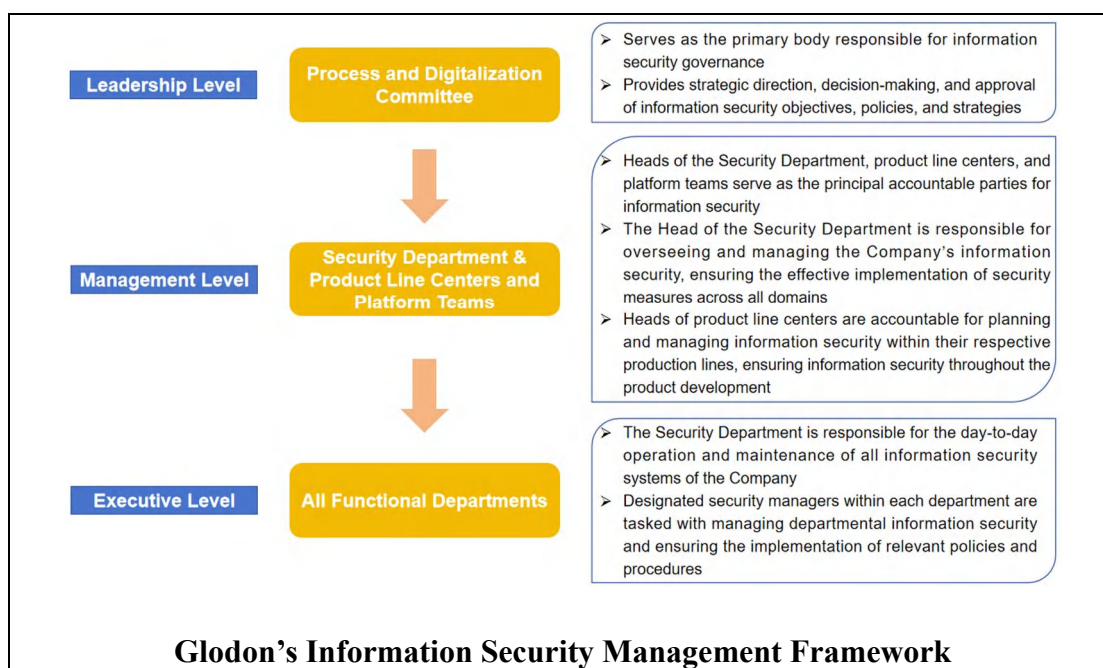 Leadership Level
Process and Digitalization
Committee
➢ Serves as the primary body responsible for information
security governance
➢ Provides strategic direction, decision-making, and approval
of information security objectives, policies, and strategies
Management Level
Security Department &
Product Line Centers and
Platform Teams
➢ Heads of the Security Department, product line centers, and
platform teams serve as the principal accountable parties for
information security
➢ The Head of the Security Department is responsible for
overseeing and managing the Company's information
security, ensuring the effective implementation of security
measures across all domains
➢ Heads of product line centers are accountable for planning
and managing information security within their respective
production lines, ensuring information security throughout the
product development
Executive Level
All Functional Departments
➢ The Security Department is responsible for the day-to-day
operation and maintenance of all information security
systems of the Company
➢ Designated security managers within each department are
tasked with managing departmental information security
and ensuring the implementation of relevant policies and
procedures
Glodon's Information Security Management Framework